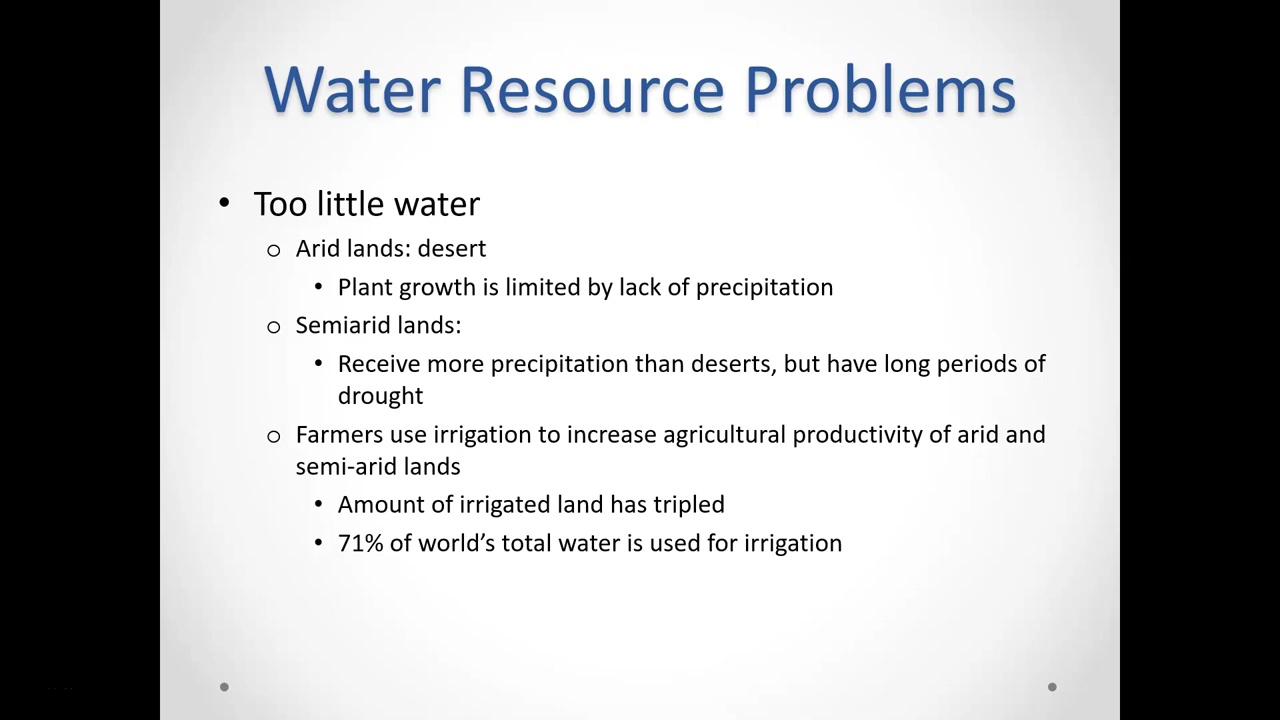 Water Resource Problems
• Too little water
o Arid lands: desert
• Plant growth is limited by lack of precipitation
o Semiarid lands:
• Receive more precipitation than deserts, but have long periods of
drought
o Farmers use irrigation to increase agricultural productivity of arid and
semi-arid lands
• Amount of irrigated land has tripled
• 71% of world’s total water is used for irrigation